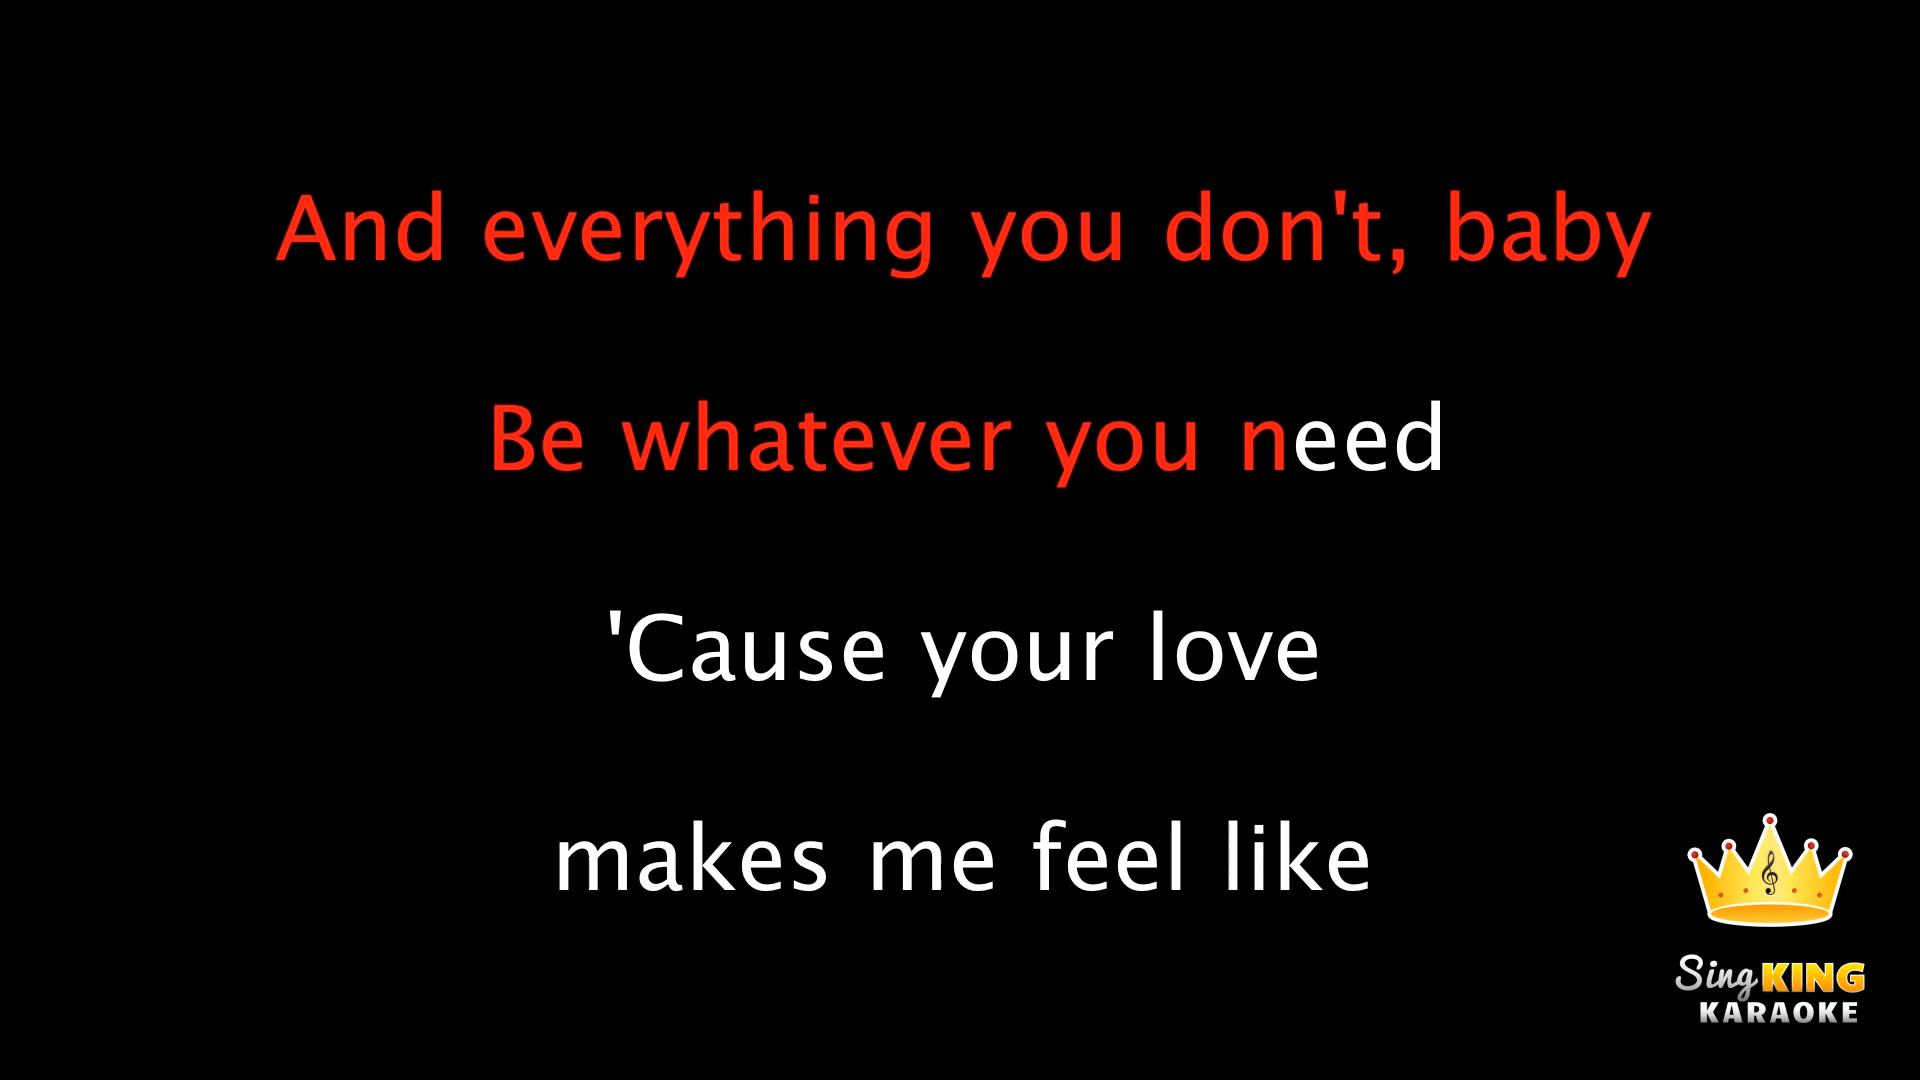 And everything you don't, baby
Be whatever you need
'Cause your love
makes me feel like
Sing KING
KARAOKE